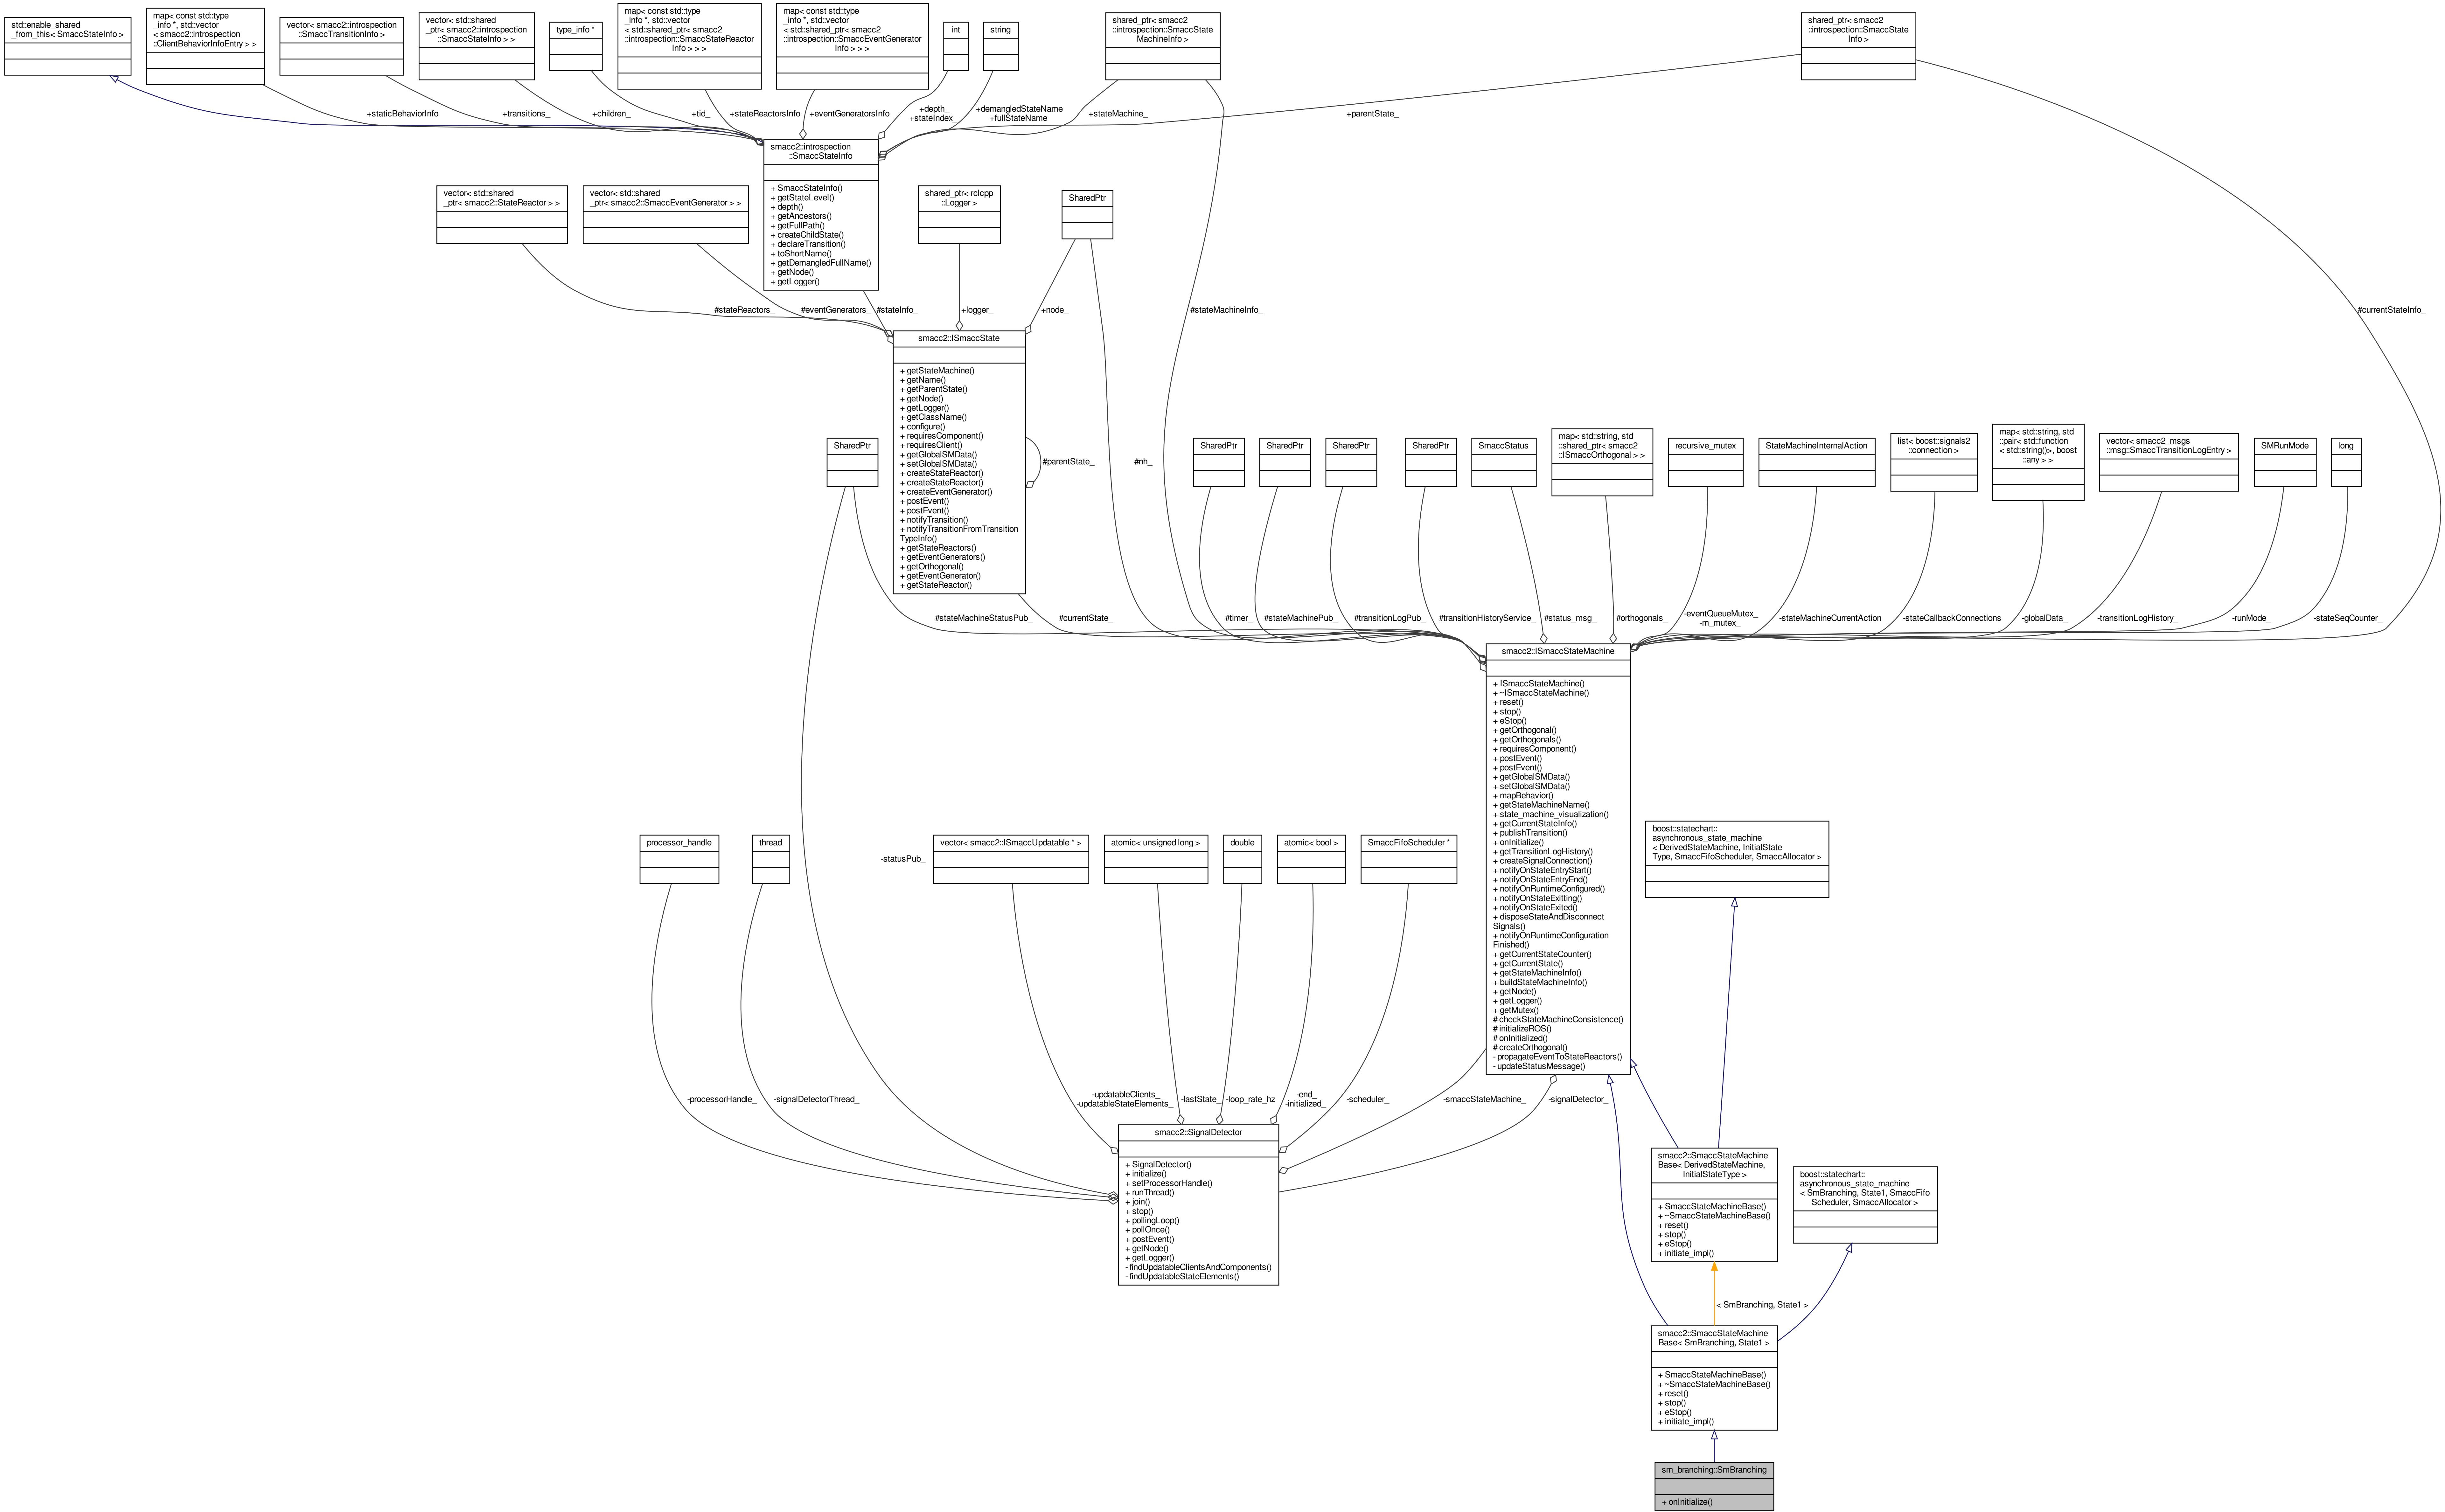 std::enable_shared
_from_this< SmaccStateInfo >
map< const std::type
_info *, std::vector
< smacc2::introspection
::ClientBehaviorInfoEntry > >
vector< smacc2::introspection
::SmaccTransitionInfo >
vector< std::shared
_ptr< smacc2::introspection
::SmaccStateInfo > >
type_info *
map< const std::type
_info *, std::vector
< std::shared_ptr< smacc2
::introspection::SmaccStateReactor
Info > > >
map< const std::type
_info *, std::vector
< std::shared_ptr< smacc2
::introspection::SmaccEventGenerator
Info > > >
int
string
shared_ptr< smacc2
::introspection::SmaccState
MachineInfo >
shared_ptr< smacc2
::introspection::SmaccState
Info >
+staticBehaviorInfo
+transitions_
+children_
+tid_
+stateReactorsInfo
+eventGeneratorsInfo
+depth_
+stateIndex_
+demangledStateName
+fullStateName
+stateMachine_
+parentState_
smacc2::introspection
::SmaccStateInfo
+ SmaccStateInfo()
+ getStateLevel()
+ depth()
+ getAncestors()
+ getFullPath()
+ createChildState()
+ declareTransition()
+ toShortName()
+ getDemangledFullName()
+ getNode()
+ getLogger()
vector< std::shared
_ptr< smacc2::StateReactor > >
vector< std::shared
_ptr< smacc2::SmaccEventGenerator > >
shared_ptr< rclcpp
::Logger >
SharedPtr
#stateReactors_
#eventGenerators_
#stateInfo_
+logger_
+node_
#stateMachineInfo_
#currentStateInfo_
smacc2::ISmaccState
+ getStateMachine()
+ getName()
+ getParentState()
+ getNode()
+ getLogger()
+ getClassName()
+ configure()
+ requiresComponent()
+ requiresClient()
+ getGlobalSMData()
+ setGlobalSMData()
+ createStateReactor()
+ createStateReactor()
+ createEventGenerator()
+ postEvent()
+ postEvent()
+ notifyTransition()
+ notifyTransitionFromTransition
TypeInfo()
+ getStateReactors()
+ getEventGenerators()
+ getOrthogonal()
+ getEventGenerator()
+ getStateReactor()
#parentState_
#nh_
SharedPtr
SharedPtr
SharedPtr
SharedPtr
SharedPtr
SmaccStatus
map< std::string, std
::shared_ptr< smacc2
::ISmaccOrthogonal > >
recursive_mutex
StateMachineInternalAction
list< boost::signals2
::connection >
map< std::string, std
::pair< std::function
< std::string()>, boost
::any > >
vector< smacc2_msgs
::msg::SmaccTransitionLogEntry >
SMRunMode
long
#stateMachineStatusPub_
#currentState_
#timer_
#stateMachinePub_
#transitionLogPub_
#transitionHistoryService_
#status_msg_
#orthogonals_
-eventQueueMutex_
-m_mutex_
-stateMachineCurrentAction
-stateCallbackConnections
-globalData_
-transitionLogHistory_
-runMode_
-stateSeqCounter_
smacc2::ISmaccStateMachine
+ ISmaccStateMachine()
+ ~ISmaccStateMachine()
+ reset()
+ stop()
+ eStop()
+ getOrthogonal()
+ getOrthogonals()
+ requiresComponent()
+ postEvent()
+ postEvent()
+ getGlobalSMData()
+ setGlobalSMData()
+ mapBehavior()
+ getStateMachineName()
+ state_machine_visualization()
+ getCurrentStateInfo()
+ publishTransition()
+ onInitialize()
+ getTransitionLogHistory()
+ createSignalConnection()
+ notifyOnStateEntryStart()
+ notifyOnStateEntryEnd()
+ notifyOnRuntimeConfigured()
+ notifyOnStateExitting()
+ notifyOnStateExited()
+ disposeStateAndDisconnect
Signals()
+ notifyOnRuntimeConfiguration
Finished()
+ getCurrentStateCounter()
+ getCurrentState()
+ getStateMachineInfo()
+ buildStateMachineInfo()
+ getNode()
+ getLogger()
+ getMutex()
# checkStateMachineConsistence()
# initializeROS()
# onInitialized()
# createOrthogonal()
- propagateEventToStateReactors()
- updateStatusMessage()
processor_handle
thread
-statusPub_
vector< smacc2::ISmaccUpdatable * >
atomic< unsigned long >
double
atomic< bool >
SmaccFifoScheduler *
boost::statechart::
asynchronous_state_machine
< DerivedStateMachine, InitialState
Type, SmaccFifoScheduler, SmaccAllocator >
-processorHandle_
-signalDetectorThread_
-updatableClients_
-updatableStateElements_
-lastState_
-loop_rate_hz
-end_
-initialized_
-scheduler_
-smaccStateMachine_
-signalDetector_
smacc2::SignalDetector
+ SignalDetector()
+ initialize()
+ setProcessorHandle()
+ runThread()
+ join()
+ stop()
+ pollingLoop()
+ pollOnce()
+ postEvent()
+ getNode()
+ getLogger()
- findUpdatableClientsAndComponents()
- findUpdatableStateElements()
smacc2::SmaccStateMachine
Base< DerivedStateMachine,
InitialStateType >
+ SmaccStateMachineBase()
+ ~SmaccStateMachineBase()
+ reset()
+ stop()
+ eStop()
+ initiate_impl()
boost::statechart::
asynchronous_state_machine
< SmBranching, State1, SmaccFifo
Scheduler, SmaccAllocator >
< SmBranching, State1 >
smacc2::SmaccStateMachine
Base< SmBranching, State1 >
+ SmaccStateMachineBase()
+ ~SmaccStateMachineBase()
+ reset()
+ stop()
+ eStop()
+ initiate_impl()
sm_branching::SmBranching
+ onInitialize()